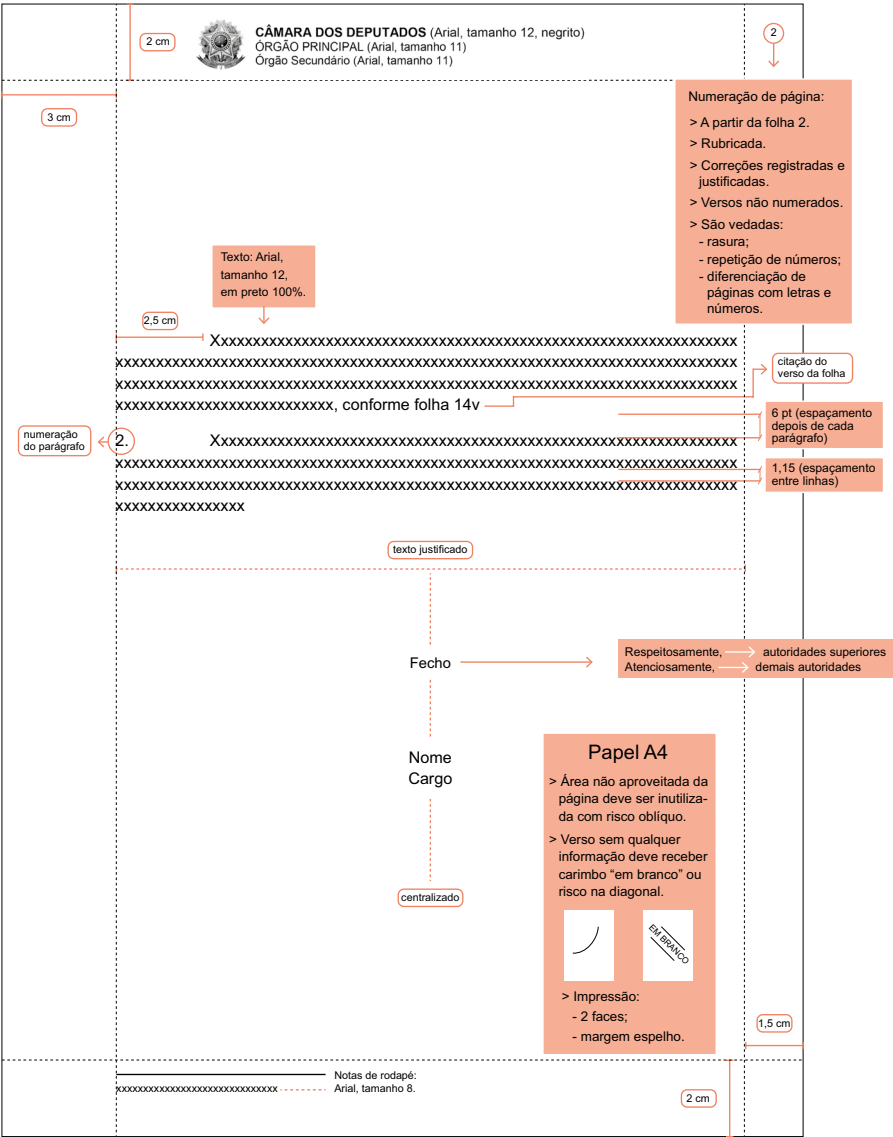 2 cm
CÂMARA DOS DEPUTADOS (Arial, tamanho 12, negrito)
ÓRGÃO PRINCIPAL (Arial, tamanho 11)
Órgão Secundário (Arial, tamanho 11)
2
3 cm
Numeração de página:
> A partir da folha 2.
> Rubricada.
> Correções registradas e
justificadas.
> Versos não numerados.
> São vedadas:
- rasura;
- repetição de números;
- diferenciação de
páginas com letras e
números.
Texto: Arial,
tamanho 12,
em preto 100%.
2,5 cm
Xxxxxxxxxxxxxxxxxxxxxxxxxxxxxxxxxxxxxxxxxxxxxxxxxxxxxxxxxxxxxxxxxx
xxxxxxxxxxxxxxxxxxxxxxxxxxxxxxxxxxxxxxxxxxxxxxxxxxxxxxxxxxxxxxxxxxxxxxxxxxxxxx
xxxxxxxxxxxxxxxxxxxxxxxxxxxxxxxxxxxxxxxxxxxxxxxxxxxxxxxxxxxxxxxxxxxxxxxxxxxxxx
xxxxxxxxxxxxxxxxxxxxxxxxxxx, conforme folha 14v
citação do
verso da folha
6 pt (espaçamento
depois de cada
parágrafo)
numeração
do parágrafo
2.
Xxxxxxxxxxxxxxxxxxxxxxxxxxxxxxxxxxxxxxxxxxxxxxxxxxxxxxxxxxxxxxxxxx
xxxxxxxxxxxxxxxxxxxxxxxxxxxxxxxxxxxxxxxxxxxxxxxxxxxxxxxxxxxxxxxxxxxxxxxxxxxxxx
xxxxxxxxxxxxxxxxxxxxxxxxxxxxxxxxxxxxxxxxxxxxxxxxxxxxxxxxxxxxxxxxxxxxxxxxxxxxxx
xxxxxxxxxxxxxxxx
1,15 (espaçamento
entre linhas)
texto justificado
Fecho
Respeitosamente, autoridades superiores
Atenciosamente, demais autoridades
Nome
Cargo
centralizado
Papel A4
> Área não aproveitada da
página deve ser inutiliza-
da com risco oblíquo.
> Verso sem qualquer
informação deve receber
carimbo “em branco” ou
risco na diagonal.
EM BRANCO
> Impressão:
- 2 faces;
- margem espelho.
1,5 cm
Notas de rodapé:
xxxxxxxxxxxxxxxxxxxxxxxxxxxxxx Arial, tamanho 8.
2 cm